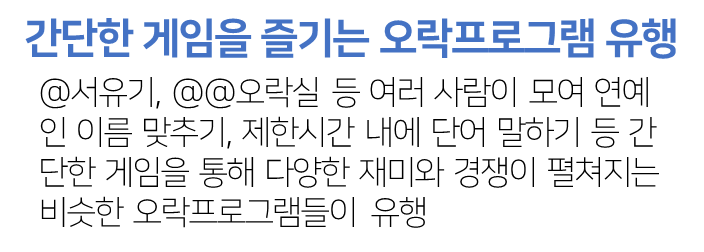 간단한 게임을 즐기는 오락프로그램 유행
@서유기, @@오락실 등 여러 사람이 모여 연예
인 이름 맞추기, 제한시간 내에 단어 말하기 등 간
단한 게임을 통해 다양한 재미와 경쟁이 펼쳐지는
비슷한 오락프로그램들이 유행